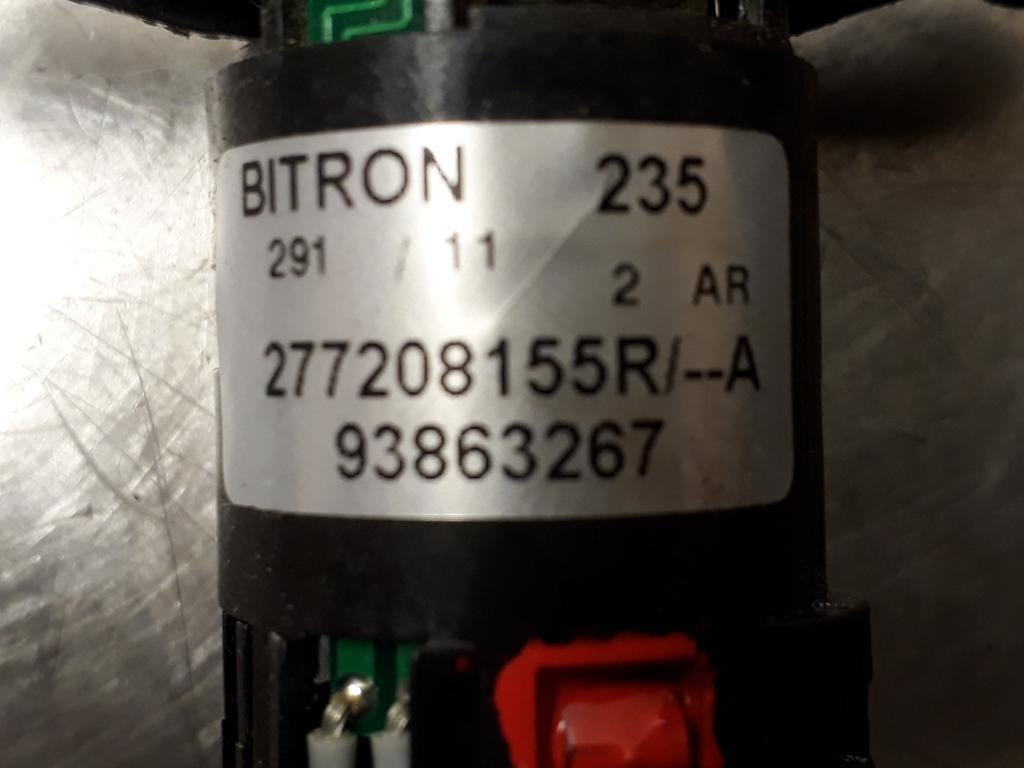 BITRON 235
291 / 11
2 AR
277208155R/--A
93863267